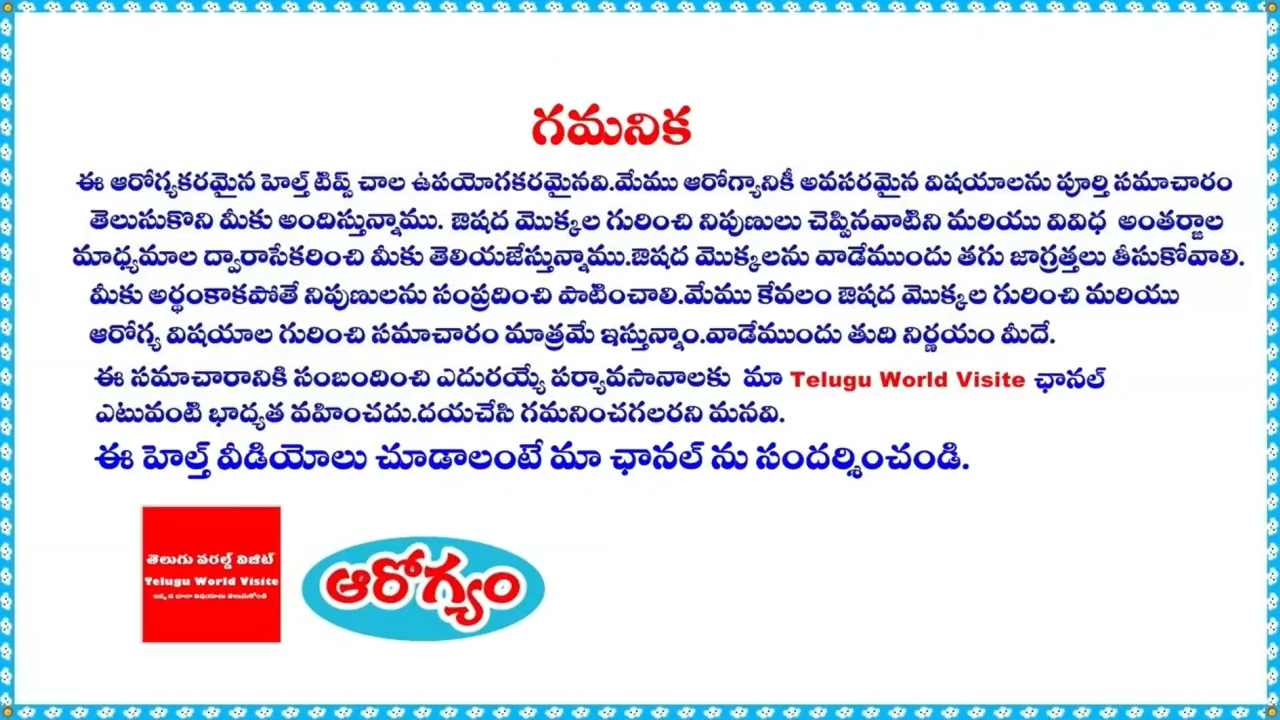 గమనిక
ఈ ఆరోగ్యకరమైన హెల్త్ టిప్స్ చాల ఉపయోగకరమైనవి.మేము ఆరోగ్యానికీ అవసరమైన విషయాలను పూర్తి సమాచారం
తెలుసుకొని మీకు అందిస్తున్నాము. ఔషద మొక్కల గురించి నిపుణులు చెప్పినవాటిని మరియు వివిధ అంతర్జాల
మాధ్యమాల ద్వారాసేకరించి మీకు తెలియజేస్తున్నాము.ఔషద మొక్కలను వాడేముందు తగు జాగ్రత్తలు తీసుకోవాలి.
మీకు అర్థంకాకపోతే నిపుణులను సంప్రదించి పాటించాలి.మేము కేవలం ఔషద మొక్కల గురించి మరియు
ఆరోగ్య విషయాల గురించి సమాచారం మాత్రమే ఇస్తున్నాం.వాడేముందు తుది నిర్ణయం మీదే.
ఈ సమాచారానికి సంబందించి ఎదురయ్యే పర్యావసానాలకు మా Telugu World Visite ఛానల్
ఎటువంటి భాద్యత వహించదు.దయచేసి గమనించగలరని మనవి.
ఈ హెల్త్ వీడియోలు చూడాలంటే మా ఛానల్ ను సందర్శించండి.
తెలుగు వరల్డ్ విజిట్
Telugu World Visite
ఇక్కడ చాలా విషయాలు తెలుసుకోండి
ఆరోగ్యం